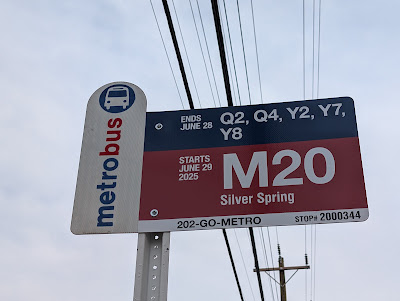 metrobus
ENDS
JUNE 28
Q2, Q4, Y2, Y7,
Y8
STARTS
JUNE 29
2025
M20
Silver Spring
202-GO-METRO
STOP# 2000344